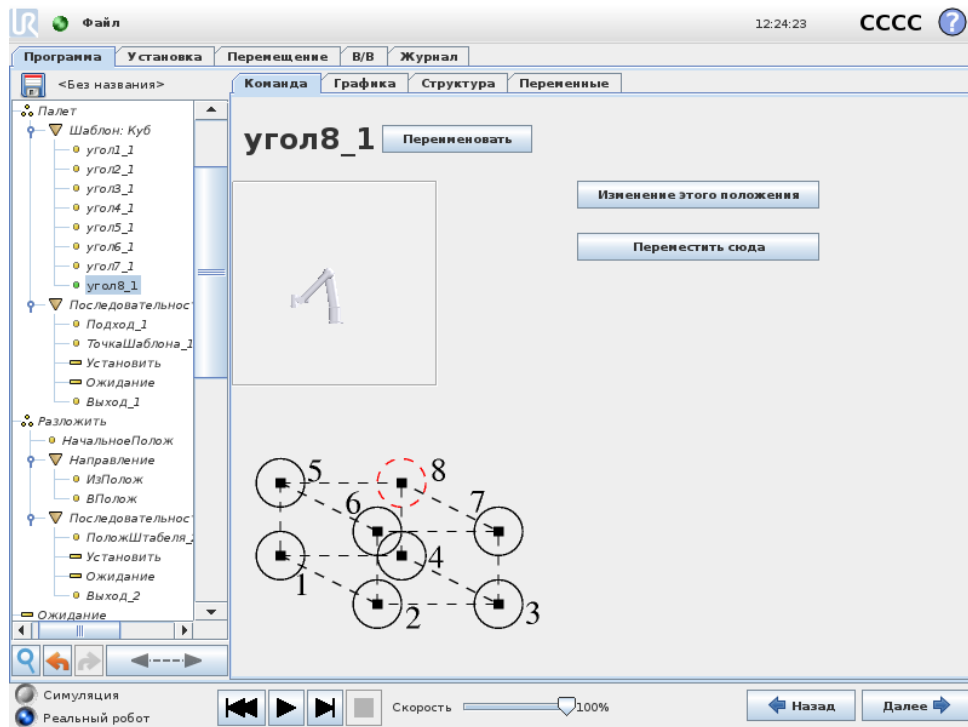 UR Файл 12:24:23 CCCC ?
Программа Установка Перемещение В/В Журнал
<Без названия> Команда Графика Структура Переменные
Палет
Шаблон: Куб
угол1_1
угол2_1
угол3_1
угол4_1
угол5_1
угол6_1
угол7_1
угол8_1
Последовательнос
Подход_1
ТочкаШаблона_1
Установить
Ожидание
Выход_1
Разложить
НачальноеПолож
Направление
ИзПолож
ВПолож
Последовательнос
ПоложШтабеля_
Установить
Ожидание
Выход_2
Ожидание
угол8_1 Переименовать
Изменение этого положения
Переместить сюда
5 8
6 7
1 4
2 3
Симуляция
Реальный робот
Скорость 100%
Назад Далее